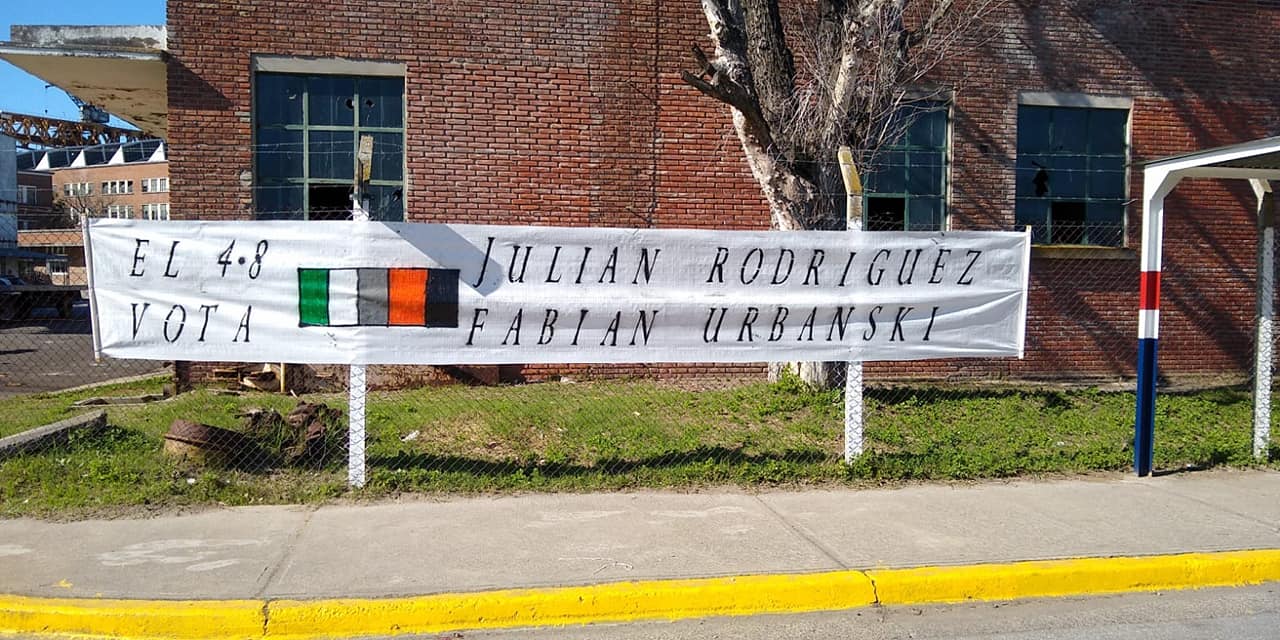 EL 4·8 JULIAN RODRIGUEZ
VOTA FABIAN URBANSKI